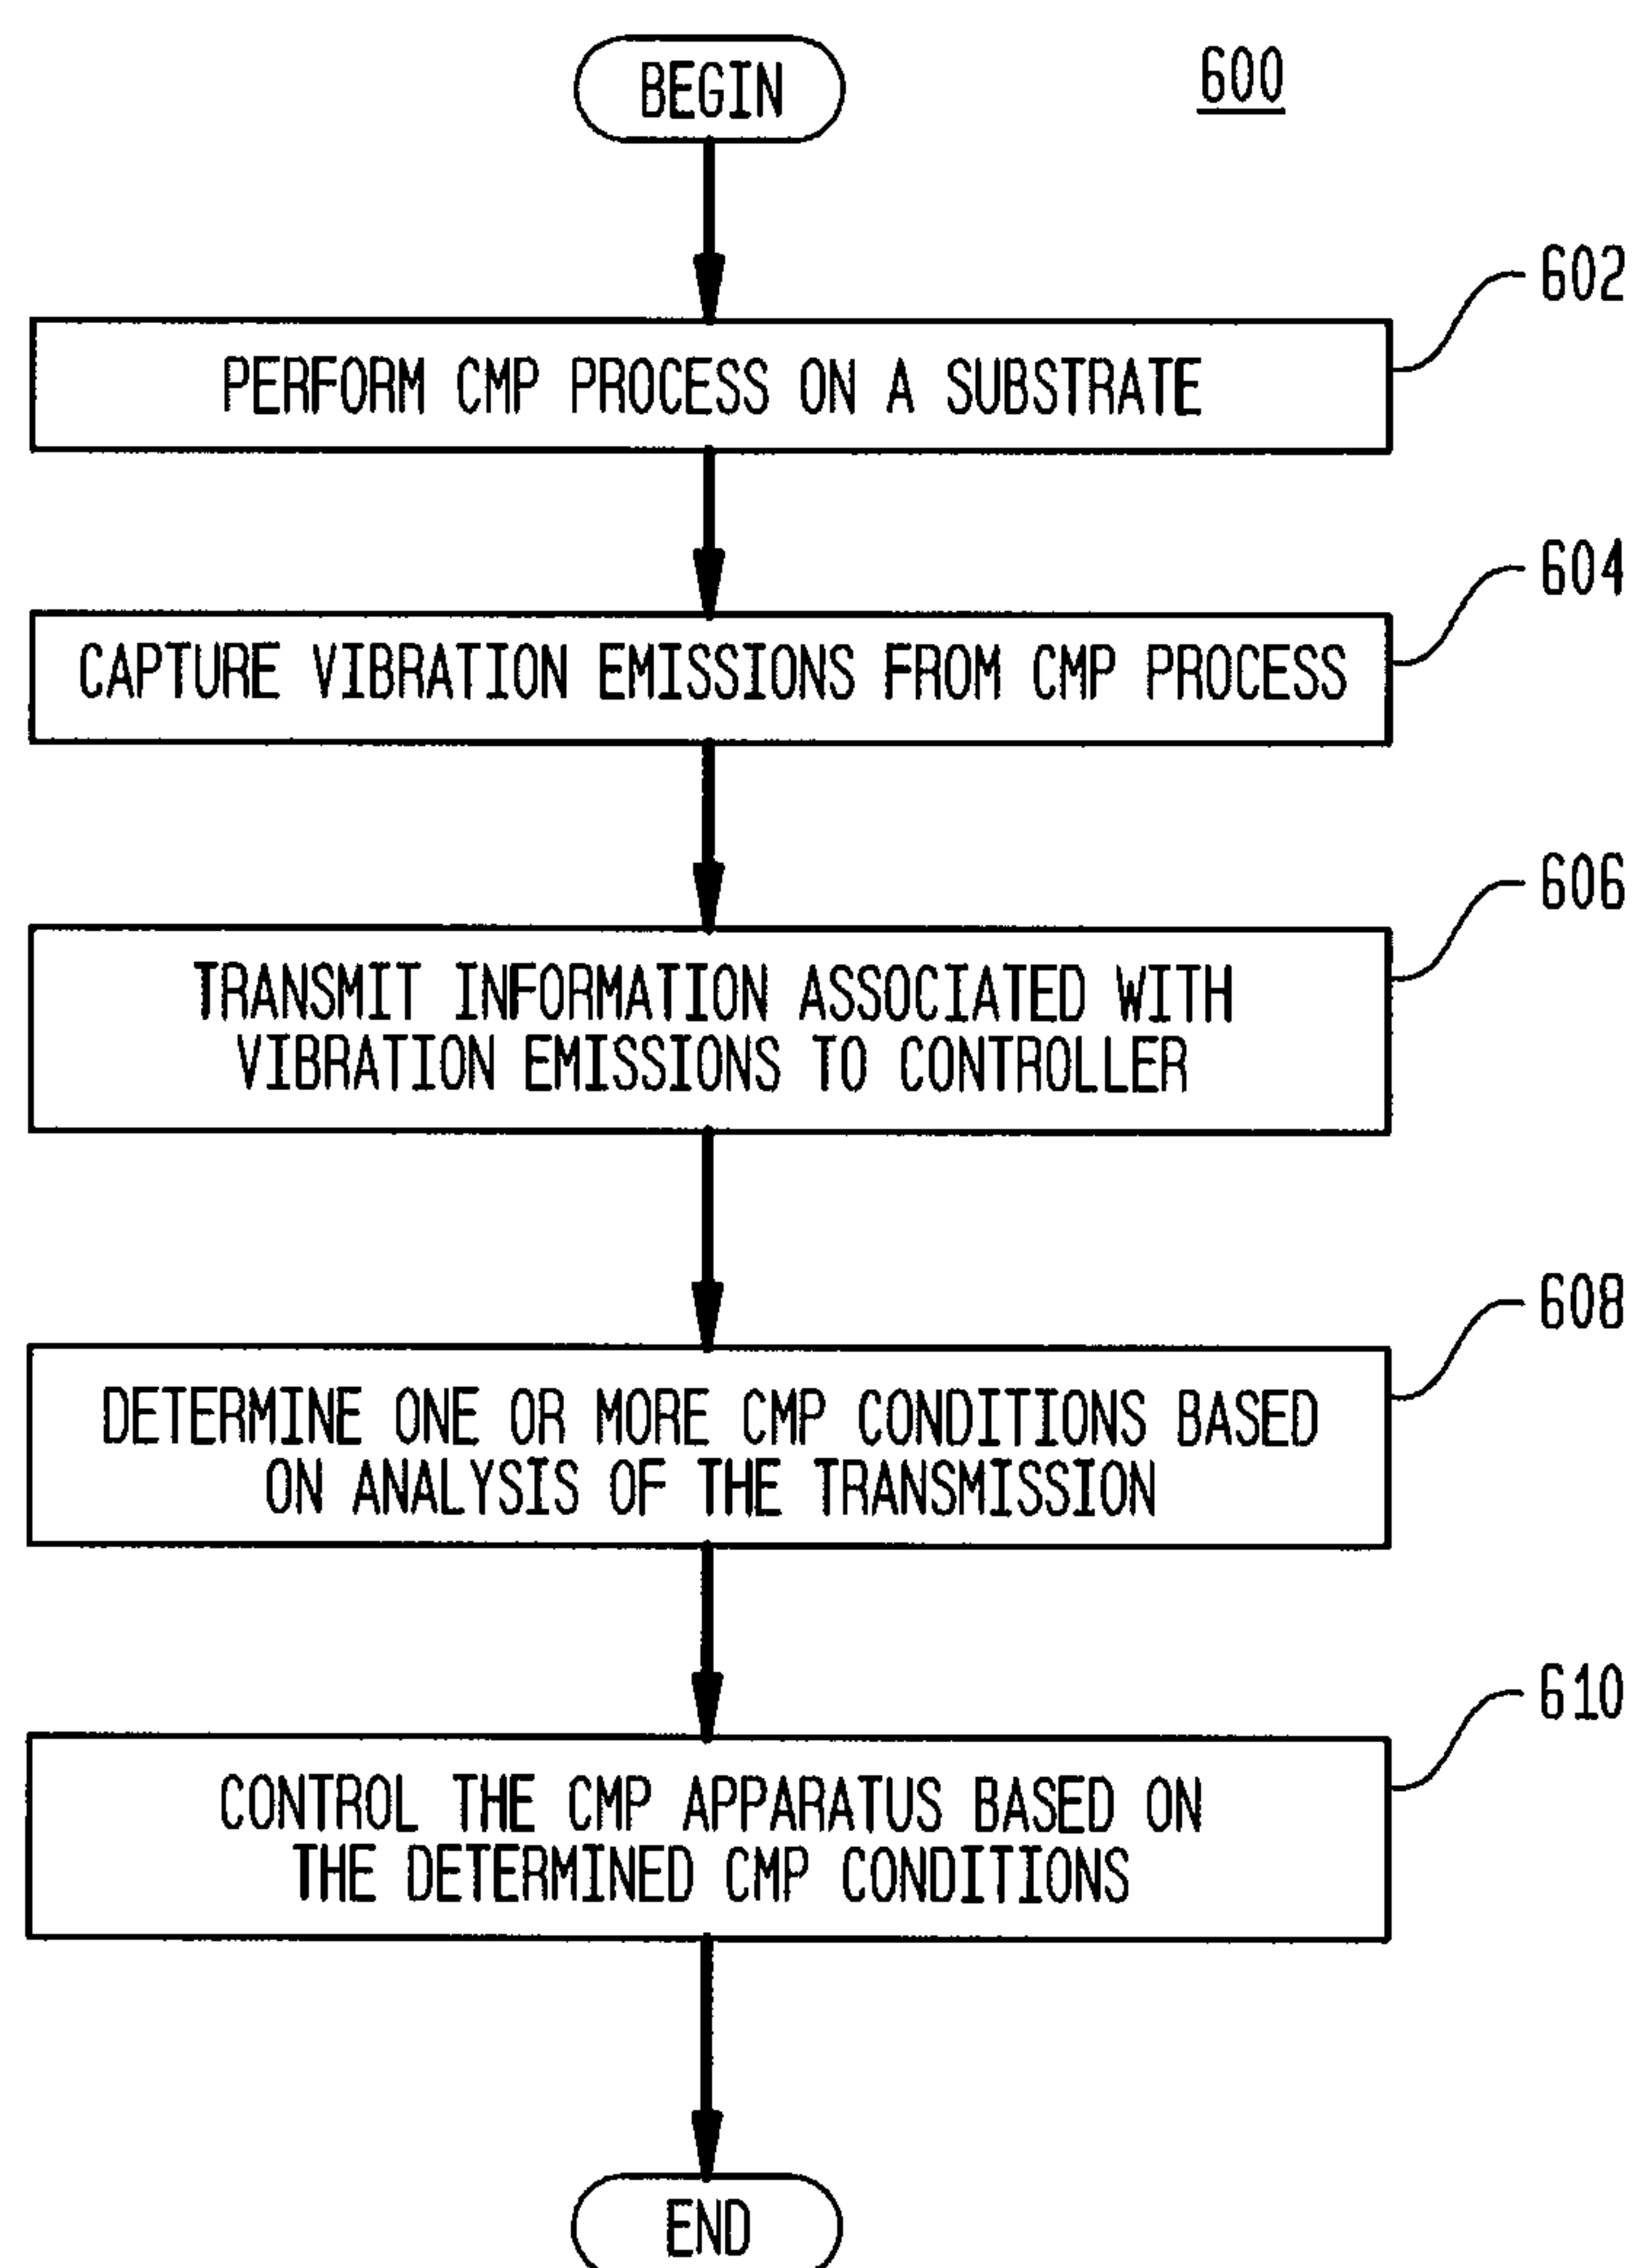 BEGIN
600
602
PERFORM CMP PROCESS ON A SUBSTRATE
604
CAPTURE VIBRATION EMISSIONS FROM CMP PROCESS
606
TRANSMIT INFORMATION ASSOCIATED WITH
VIBRATION EMISSIONS TO CONTROLLER
608
DETERMINE ONE OR MORE CMP CONDITIONS BASED
ON ANALYSIS OF THE TRANSMISSION
610
CONTROL THE CMP APPARATUS BASED ON
THE DETERMINED CMP CONDITIONS
END